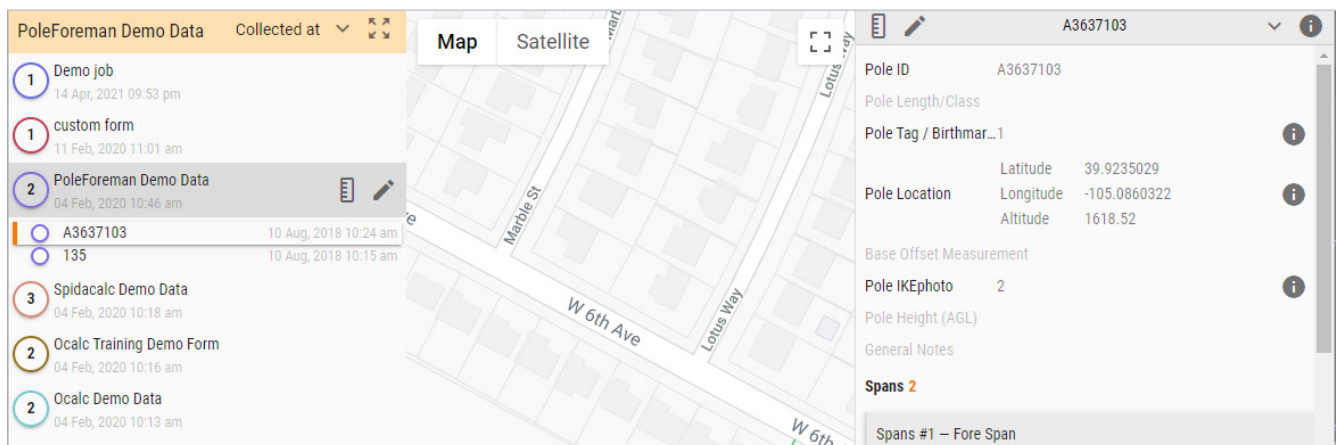 PoleForeman Demo Data Collected at
1 Demo job
14 Apr, 2021 09:53 pm
1 custom form
11 Feb, 2020 11:01 am
2 PoleForeman Demo Data
04 Feb, 2020 10:46 am
A3637103 10 Aug, 2018 10:24 am
135 10 Aug, 2018 10:15 am
3 Spidacalc Demo Data
04 Feb, 2020 10:18 am
2 Ocalc Training Demo Form
04 Feb, 2020 10:16 am
2 Ocalc Demo Data
04 Feb, 2020 10:13 am
Map Satellite
Lotus Way
Marble St
W 6th Ave
Lotus Way
W 6th
A3637103
Pole ID A3637103
Pole Length/Class
Pole Tag / Birthmar...1
Latitude 39.9235029
Pole Location Longitude -105.0860322
Altitude 1618.52
Base Offset Measurement
Pole IKEphoto 2
Pole Height (AGL)
General Notes
Spans 2
Spans #1 – Fore Span